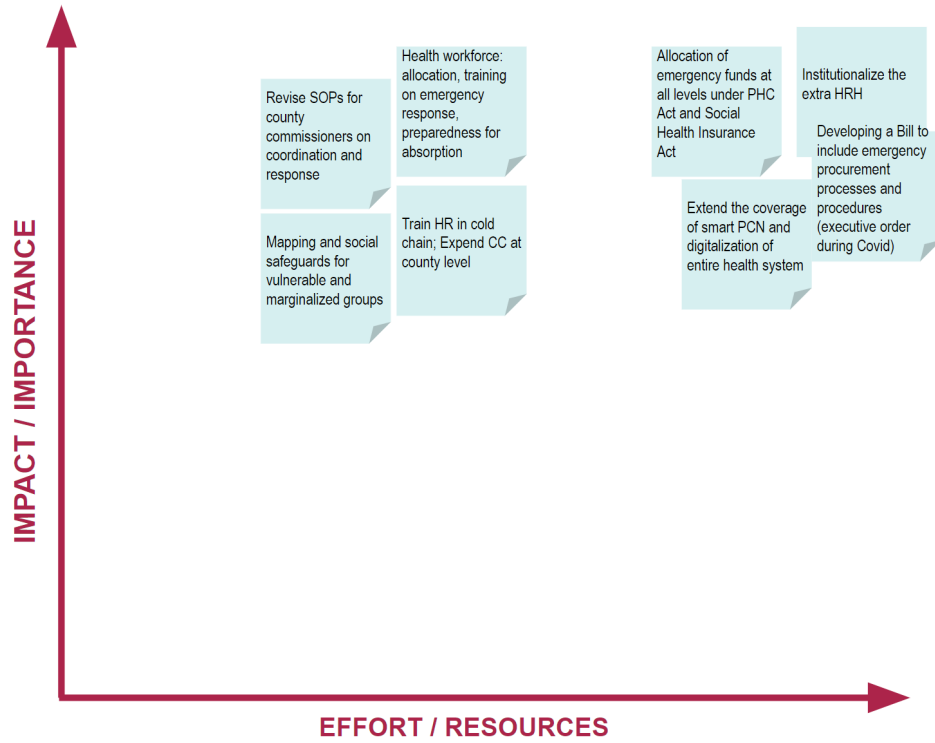 IMPACT / IMPORTANCE
Revise SOPs for
county
commissioners on
coordination and
response
Health workforce:
allocation, training
on emergency
response,
preparedness for
absorption
Mapping and social
safeguards for
vulnerable and
marginalized groups
Train HR in cold
chain; Expend CC at
county level
Allocation of
emergency funds at
all levels under PHC
Act and Social
Health Insurance
Act
Institutionalize the
extra HRH
Developing a Bill to
include emergency
procurement
processes and
procedures
(executive order
during Covid)
Extend the coverage
of smart PCN and
digitalization of
entire health system
EFFORT / RESOURCES